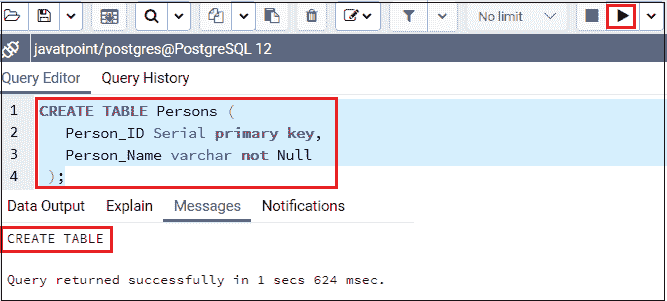 No limit
javatpoint/postgres@PostgreSQL 12
Query Editor Query History
1 CREATE TABLE Persons (
2 Person_ID Serial primary key,
3 Person_Name varchar not Null
4 );
Data Output Explain Messages Notifications
CREATE TABLE
Query returned successfully in 1 secs 624 msec.